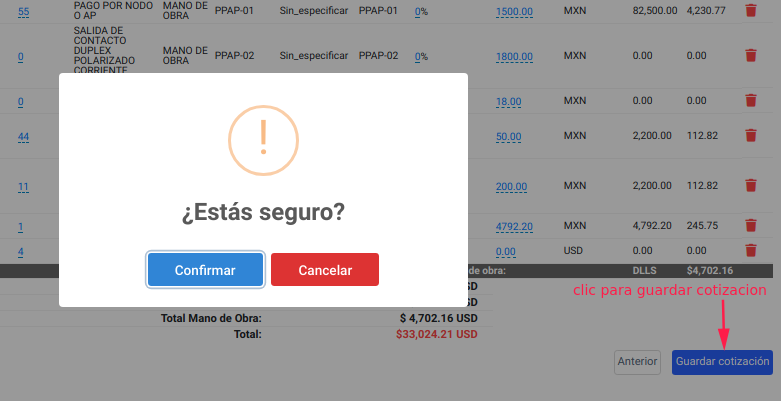 55 PAGO POR NODO O AP MANO DE OBRA PPAP-01 Sin_especificar PPAP-01 0% 1500.00 MXN 82,500.00 4,230.77
0 SALIDA DE CONTACTO DUPLEX POLARIZADO CORRIENTE MANO DE OBRA PPAP-02 Sin_especificar PPAP-02 0% 1800.00 MXN 0.00 0.00
0 18.00 MXN 0.00 0.00
44 50.00 MXN 2,200.00 112.82
11 200.00 MXN 2,200.00 112.82
1 4792.20 MXN 4,792.20 245.75
4 0.00 USD 0.00 0.00
¿Estás seguro?
Confirmar Cancelar
de obra: DLLS $4,702.16
SD
SD
Total Mano de Obra: $ 4,702.16 USD
Total: $33,024.21 USD
clic para guardar cotizacion
Anterior Guardar cotización